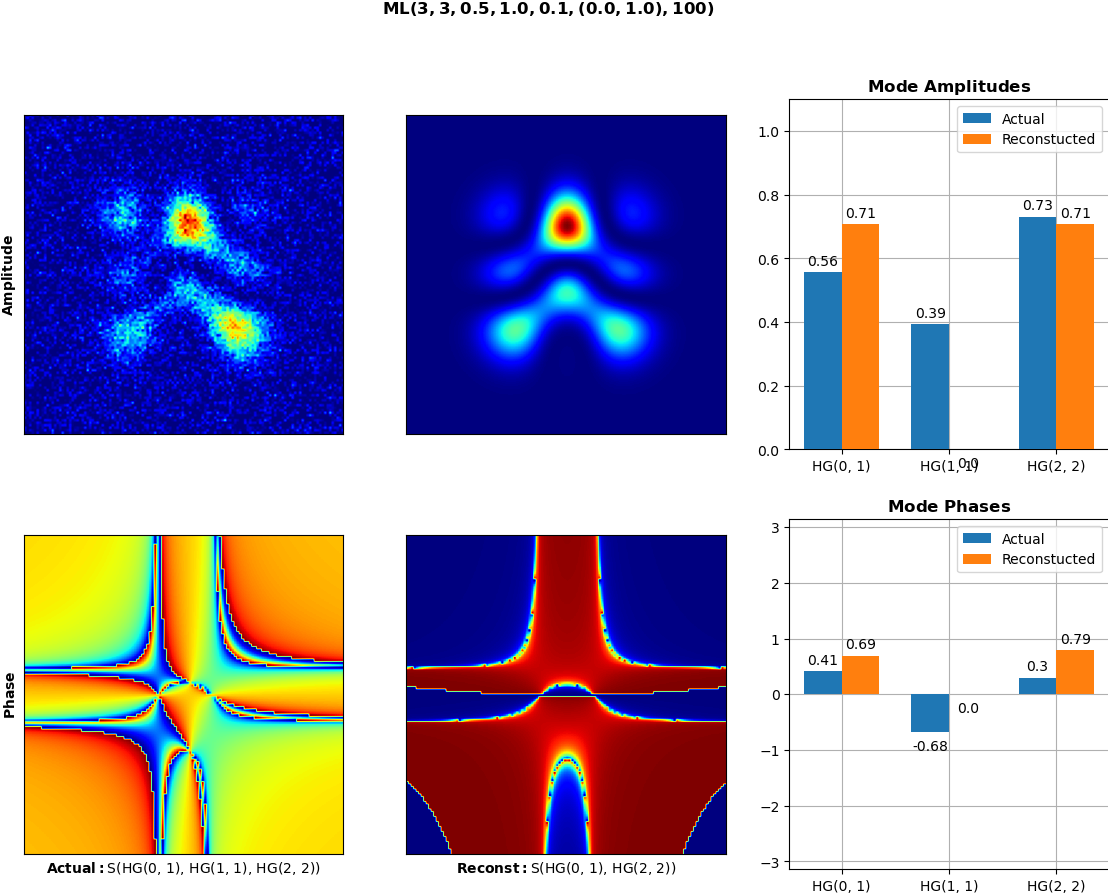 ML(3, 3, 0.5, 1.0, 0.1, (0.0, 1.0), 100)
Amplitude
Mode Amplitudes
Actual
Reconstucted
1.0
0.8
0.6
0.4
0.2
0.0
0.56
0.71
0.39
0.0
0.73
0.71
HG(0, 1)
HG(1, 1)
HG(2, 2)
Phase
Actual: S(HG(0, 1), HG(1, 1), HG(2, 2))
Reconst: S(HG(0, 1), HG(2, 2))
Mode Phases
Actual
Reconstucted
3
2
1
0
−1
−2
−3
0.41
0.69
-0.68
0.0
0.3
0.79
HG(0, 1)
HG(1, 1)
HG(2, 2)